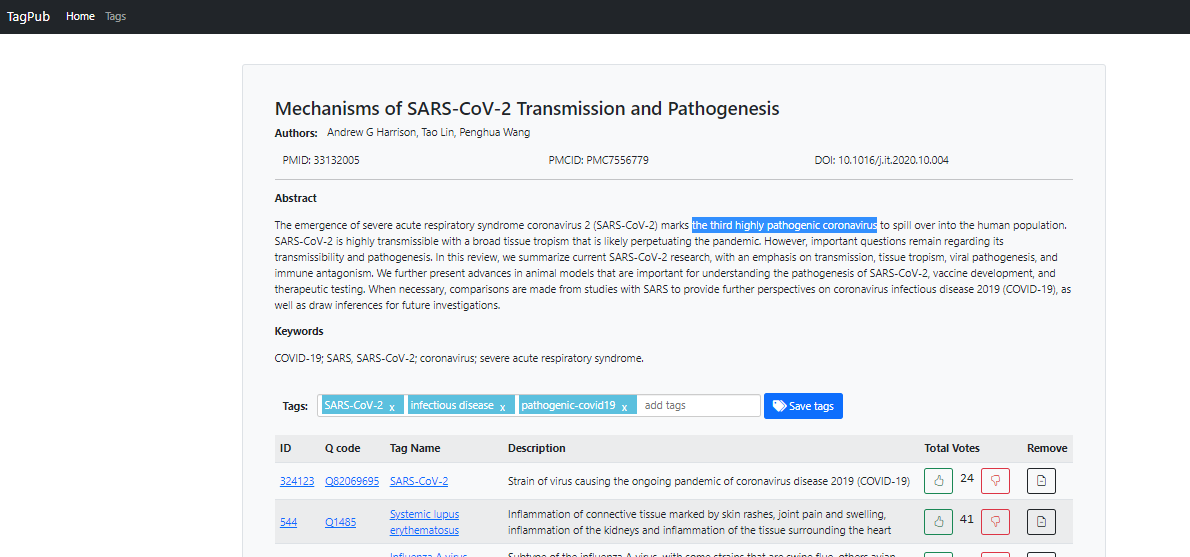 TagPub Home Tags
Mechanisms of SARS-CoV-2 Transmission and Pathogenesis
Authors: Andrew G Harrison, Tao Lin, Penghua Wang
PMID: 33132005 PMCID: PMC7556779 DOI: 10.1016/j.it.2020.10.004
Abstract
The emergence of severe acute respiratory syndrome coronavirus 2 (SARS-CoV-2) marks the third highly pathogenic coronavirus to spill over into the human population.
SARS-CoV-2 is highly transmissible with a broad tissue tropism that is likely perpetuating the pandemic. However, important questions remain regarding its
transmissibility and pathogenesis. In this review, we summarize current SARS-CoV-2 research, with an emphasis on transmission, tissue tropism, viral pathogenesis, and
immune antagonism. We further present advances in animal models that are important for understanding the pathogenesis of SARS-CoV-2, vaccine development, and
therapeutic testing. When necessary, comparisons are made from studies with SARS to provide further perspectives on coronavirus infectious disease 2019 (COVID-19), as
well as draw inferences for future investigations.
Keywords
COVID-19; SARS, SARS-CoV-2; coronavirus; severe acute respiratory syndrome.
Tags: SARS-CoV-2 x infectious disease x pathogenic-covid19 x add tags Save tags
ID Q code Tag Name Description Total Votes Remove
324123 Q82069695 SARS-CoV-2 Strain of virus causing the ongoing pandemic of coronavirus disease 2019 (COVID-19) 24
Systemic lupus Inflammation of connective tissue marked by skin rashes, joint pain and swelling,
544 Q1485 41
erythematosus inflammation of the kidneys and inflammation of the tissue surrounding the heart
Influenza A virus Subtype of the influenza A virus, with some strains that are swine flu, others avian